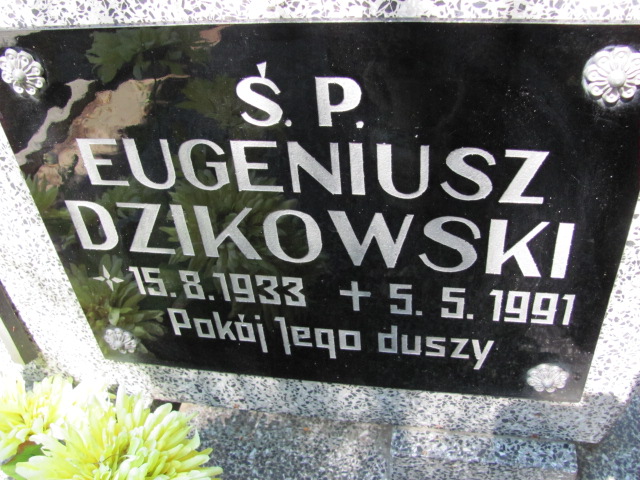 Ś. P.
EUGENIUSZ
DZIKOWSKI
15.8.1933 + 5.5.1991
Pokój Jego duszy